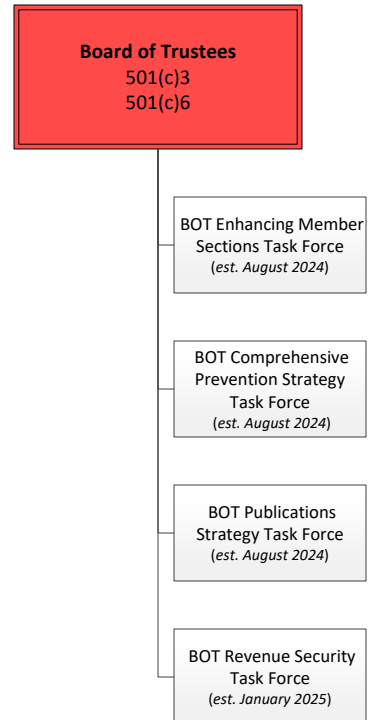 Board of Trustees
501(c)3
501(c)6
BOT Enhancing Member
Sections Task Force
(est. August 2024)
BOT Comprehensive
Prevention Strategy
Task Force
(est. August 2024)
BOT Publications
Strategy Task Force
(est. August 2024)
BOT Revenue Security
Task Force
(est. January 2025)